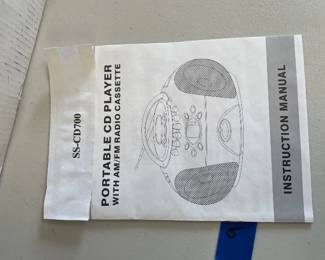 SS-CD700
PORTABLE CD PLAYER
WITH AM/FM RADIO CASSETTE
INSTRUCTION MANUAL